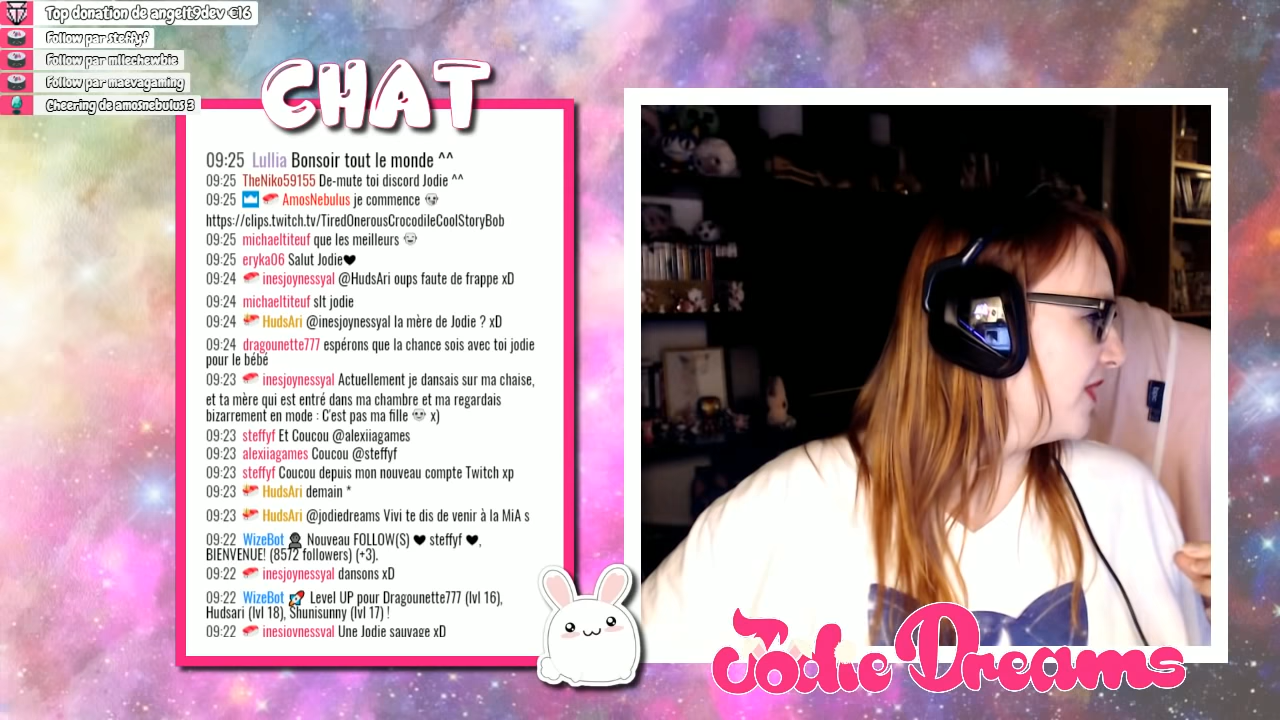 Top donation de angett9dev €16
Follow par steffyf
Follow par mllechewbie
Follow par maevagaming
Cheering de amosnebulus 3
CHAT
09:25 Lullia Bonsoir tout le monde ^^
09:25 TheNiko59155 De-mute toi discord Jodie ^^
09:25 AmosNebulus je commence
https://clips.twitch.tv/TiredOnerousCrocodileCoolStoryBob
09:25 michaeltiteuf que les meilleurs
09:25 eryka06 Salut Jodie♥
09:24 inesjoynessyal @HudsAri oups faute de frappe xD
09:24 michaeltiteuf slt jodie
09:24 HudsAri @inesjoynessyal la mère de Jodie ? xD
09:24 dragounette777 espérons que la chance sois avec toi jodie
pour le bébé
09:23 inesjoynessyal Actuellement je dansais sur ma chaise,
et ta mère qui est entré dans ma chambre et ma regardais
bizarrement en mode : C'est pas ma fille x)
09:23 steffyf Et Coucou @alexiiagames
09:23 alexiiagames Coucou @steffyf
09:23 steffyf Coucou depuis mon nouveau compte Twitch xp
09:23 HudsAri demain *
09:23 HudsAri @jodiedreams Vivi te dis de venir à la MiA s
09:22 WizeBot Nouveau FOLLOW(S) ♥ steffyf ♥,
BIENVENUE! (8572 followers) (+3).
09:22 inesjoynessyal dansons xD
09:22 WizeBot Level UP pour Dragounette777 (lvl 16),
Hudsari (lvl 18), Shunisunny (lvl 17) !
09:22 inesjoynessyal Une Jodie sauvage xD
Jodie Dreams